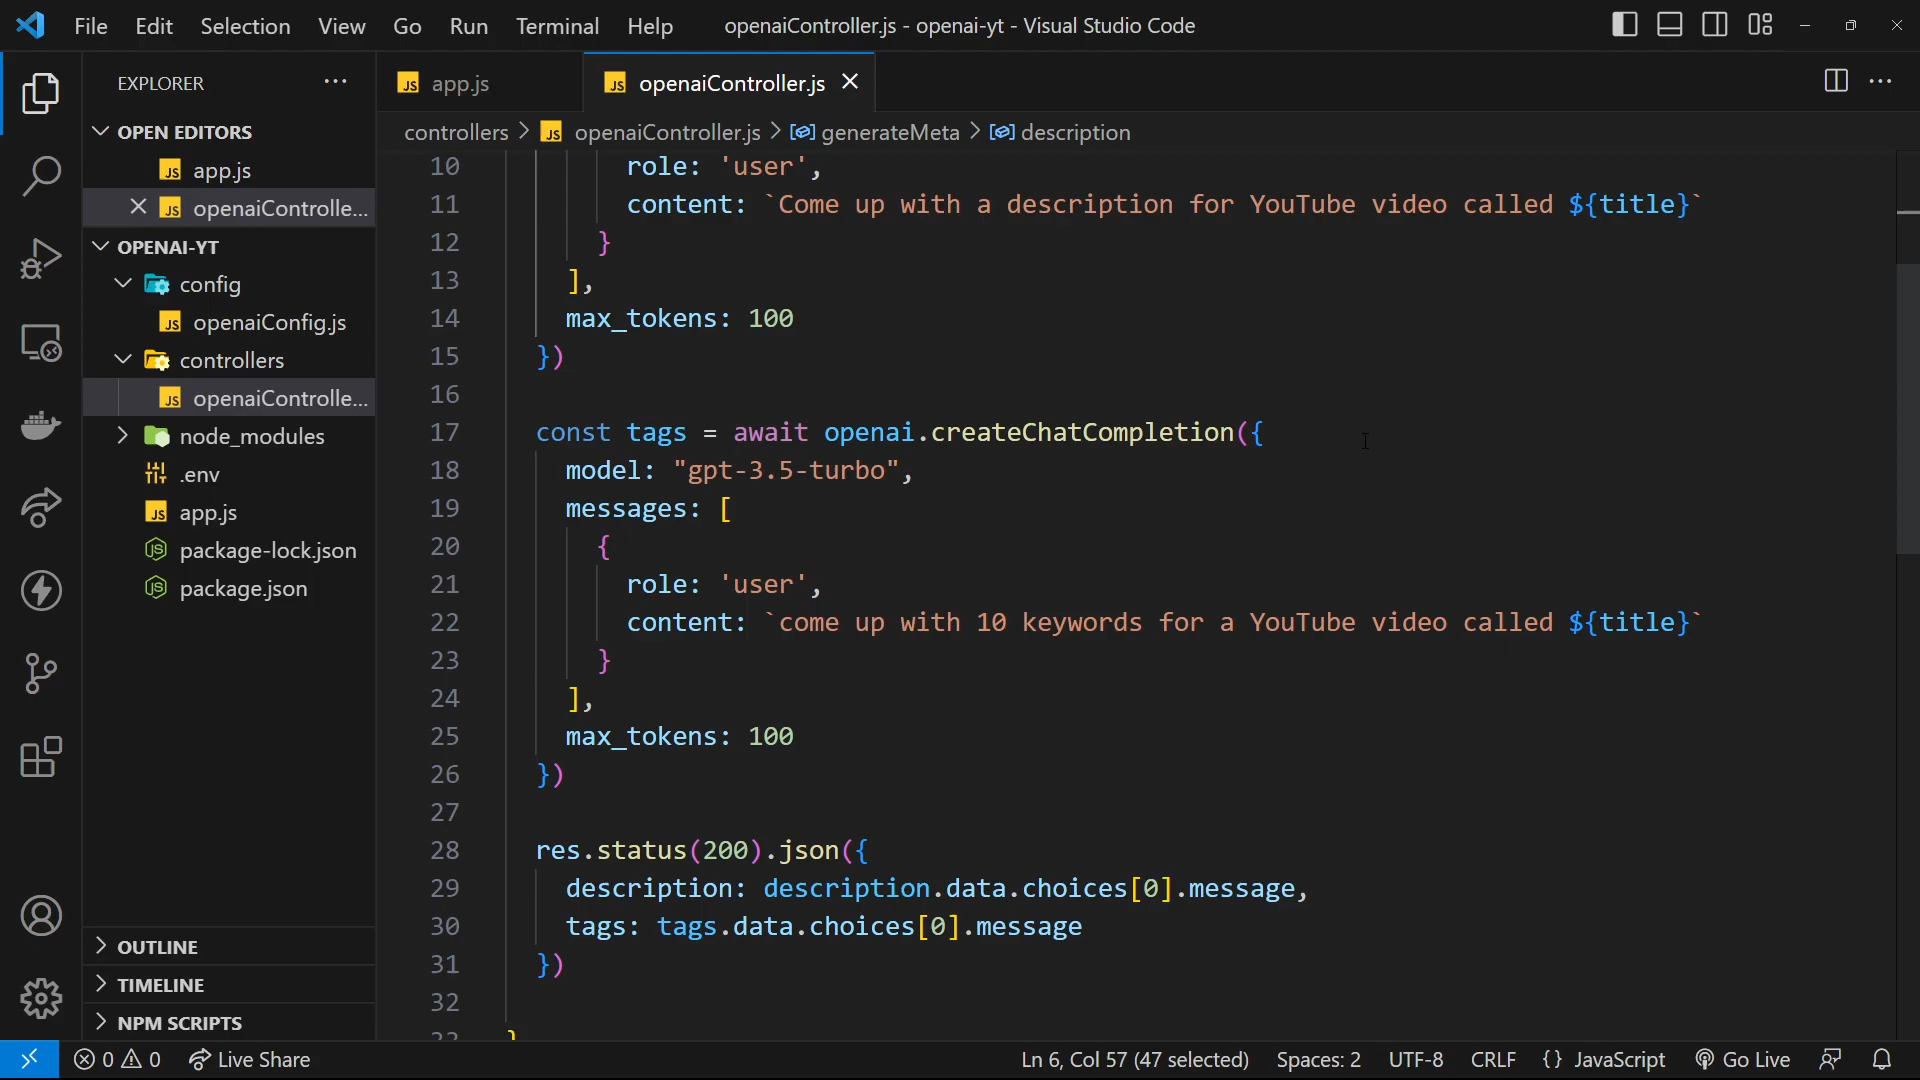 File Edit Selection View Go Run Terminal Help openaiController.js - openai-yt - Visual Studio Code
EXPLORER ···
app.js
openaiController.js
OPEN EDITORS
controllers > openaiController.js > generateMeta > description
app.js
openaiControlle...
OPENAI-YT
config
openaiConfig.js
controllers
openaiControlle...
node_modules
.env
app.js
package-lock.json
package.json
OUTLINE
TIMELINE
NPM SCRIPTS
10 role: 'user',
11 content: `Come up with a description for YouTube video called ${title}`
12 }
13 ],
14 max_tokens: 100
15 })
16
17 const tags = await openai.createChatCompletion({
18 model: "gpt-3.5-turbo",
19 messages: [
20 {
21 role: 'user',
22 content: `come up with 10 keywords for a YouTube video called ${title}`
23 }
24 ],
25 max_tokens: 100
26 })
27
28 res.status(200).json({
29 description: description.data.choices[0].message,
30 tags: tags.data.choices[0].message
31 })
32
0 0 Live Share Ln 6, Col 57 (47 selected) Spaces: 2 UTF-8 CRLF {} JavaScript Go Live